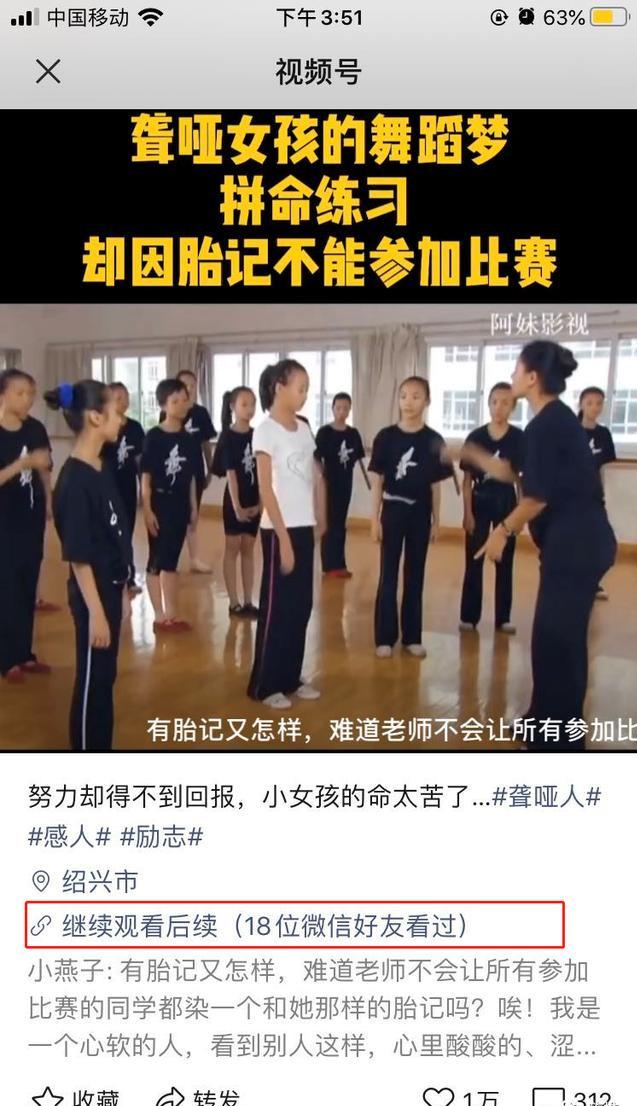 中国移动 下午3:51 63%
视频号
聋哑女孩的舞蹈梦
拼命练习
却因胎记不能参加比赛
阿妹影视
有胎记又怎样，难道老师不会让所有参加比
努力却得不到回报，小女孩的命太苦了...#聋哑人#
#感人# #励志#
绍兴市
继续观看后续（18位微信好友看过）
小燕子: 有胎记又怎样，难道老师不会让所有参加
比赛的同学都染一个和她那样的胎记吗？唉！我是
一个心软的人，看到别人这样，心里酸酸的、涩...
收藏 转发 1万 312